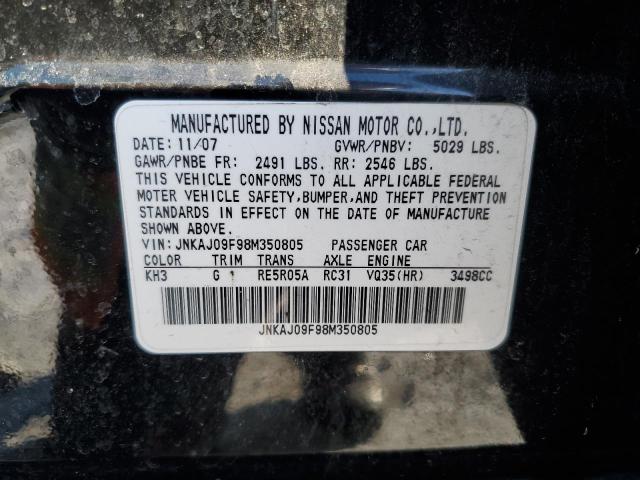 MANUFACTURED BY NISSAN MOTOR CO.,LTD.
DATE: 11/07 GVWR/PNBV: 5029 LBS.
GAWR/PNBE FR: 2491 LBS. RR: 2546 LBS.
THIS VEHICLE CONFORMS TO ALL APPLICABLE FEDERAL
MOTER VEHICLE SAFETY,BUMPER,AND THEFT PREVENTION
STANDARDS IN EFFECT ON THE DATE OF MANUFACTURE
SHOWN ABOVE.
VIN: JNKAJ09F98M350805 PASSENGER CAR
COLOR TRIM TRANS AXLE ENGINE
KH3 G RE5R05A RC31 VQ35(HR) 3498CC
JNKAJ09F98M350805